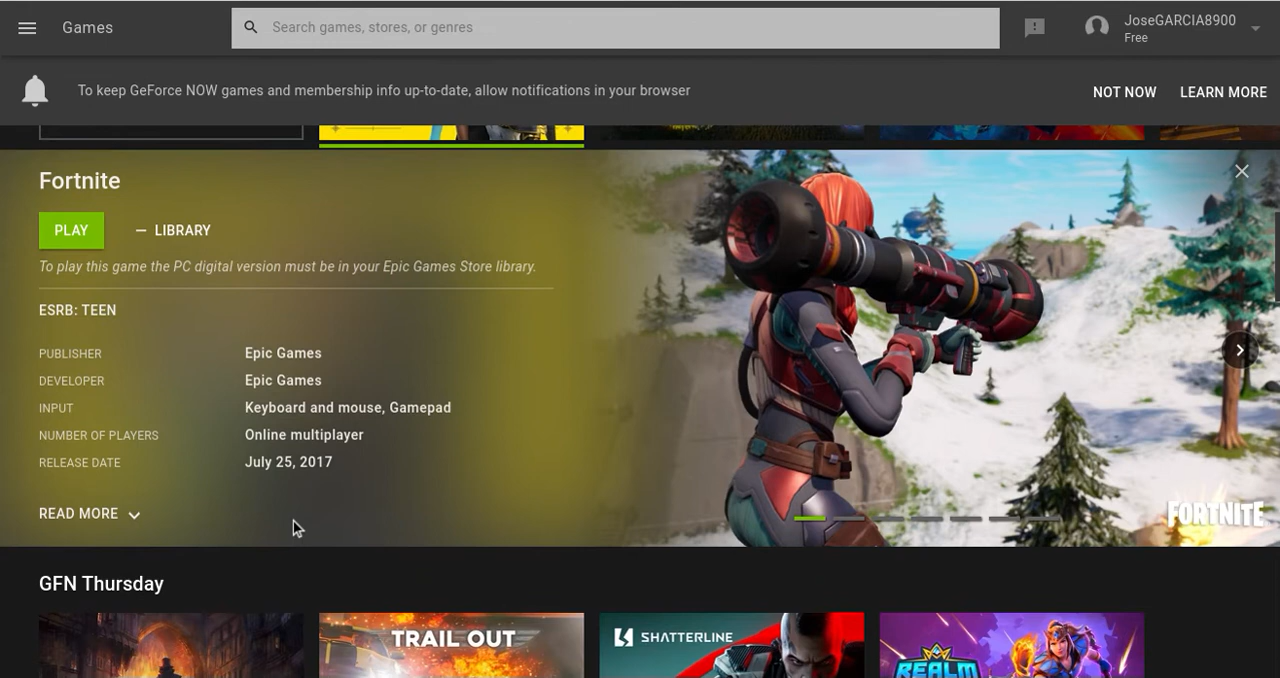 Games
Search games, stores, or genres
JoseGARCIA8900
Free
To keep GeForce NOW games and membership info up-to-date, allow notifications in your browser
NOT NOW
LEARN MORE
Fortnite
PLAY
— LIBRARY
To play this game the PC digital version must be in your Epic Games Store library.
ESRB: TEEN
PUBLISHER Epic Games
DEVELOPER Epic Games
INPUT Keyboard and mouse, Gamepad
NUMBER OF PLAYERS Online multiplayer
RELEASE DATE July 25, 2017
READ MORE
FORTNITE
GFN Thursday
TRAIL OUT
SHATTERLINE
REALM